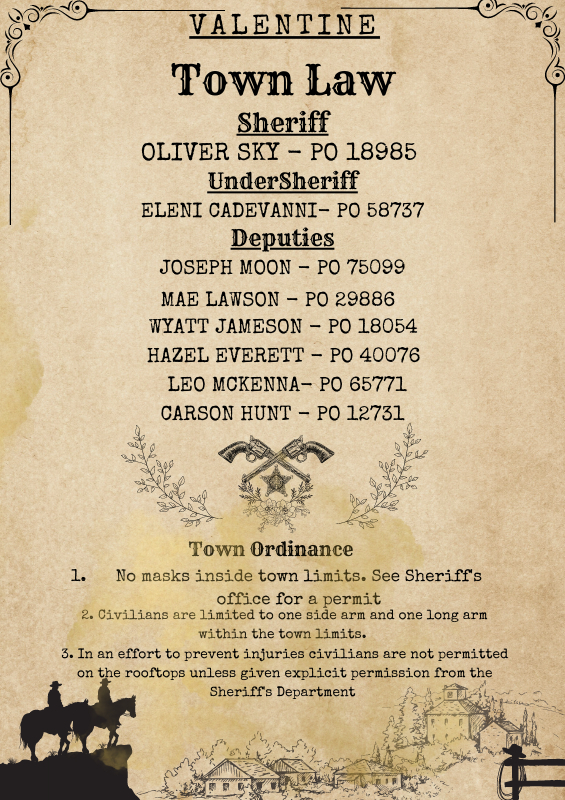 VALENTINE
Town Law
Sheriff
OLIVER SKY - PO 18985
UnderSheriff
ELENI CADEVANNI- PO 58737
Deputies
JOSEPH MOON - PO 75099
MAE LAWSON - PO 29886
WYATT JAMESON - PO 18054
HAZEL EVERETT - PO 40076
LEO MCKENNA- PO 65771
CARSON HUNT - PO 12731
Town Ordinance
1. No masks inside town limits. See Sheriff's
office for a permit
2. Civilians are limited to one side arm and one long arm
within the town limits.
3. In an effort to prevent injuries civilians are not permitted
on the rooftops unless given explicit permission from the
Sheriff's Department